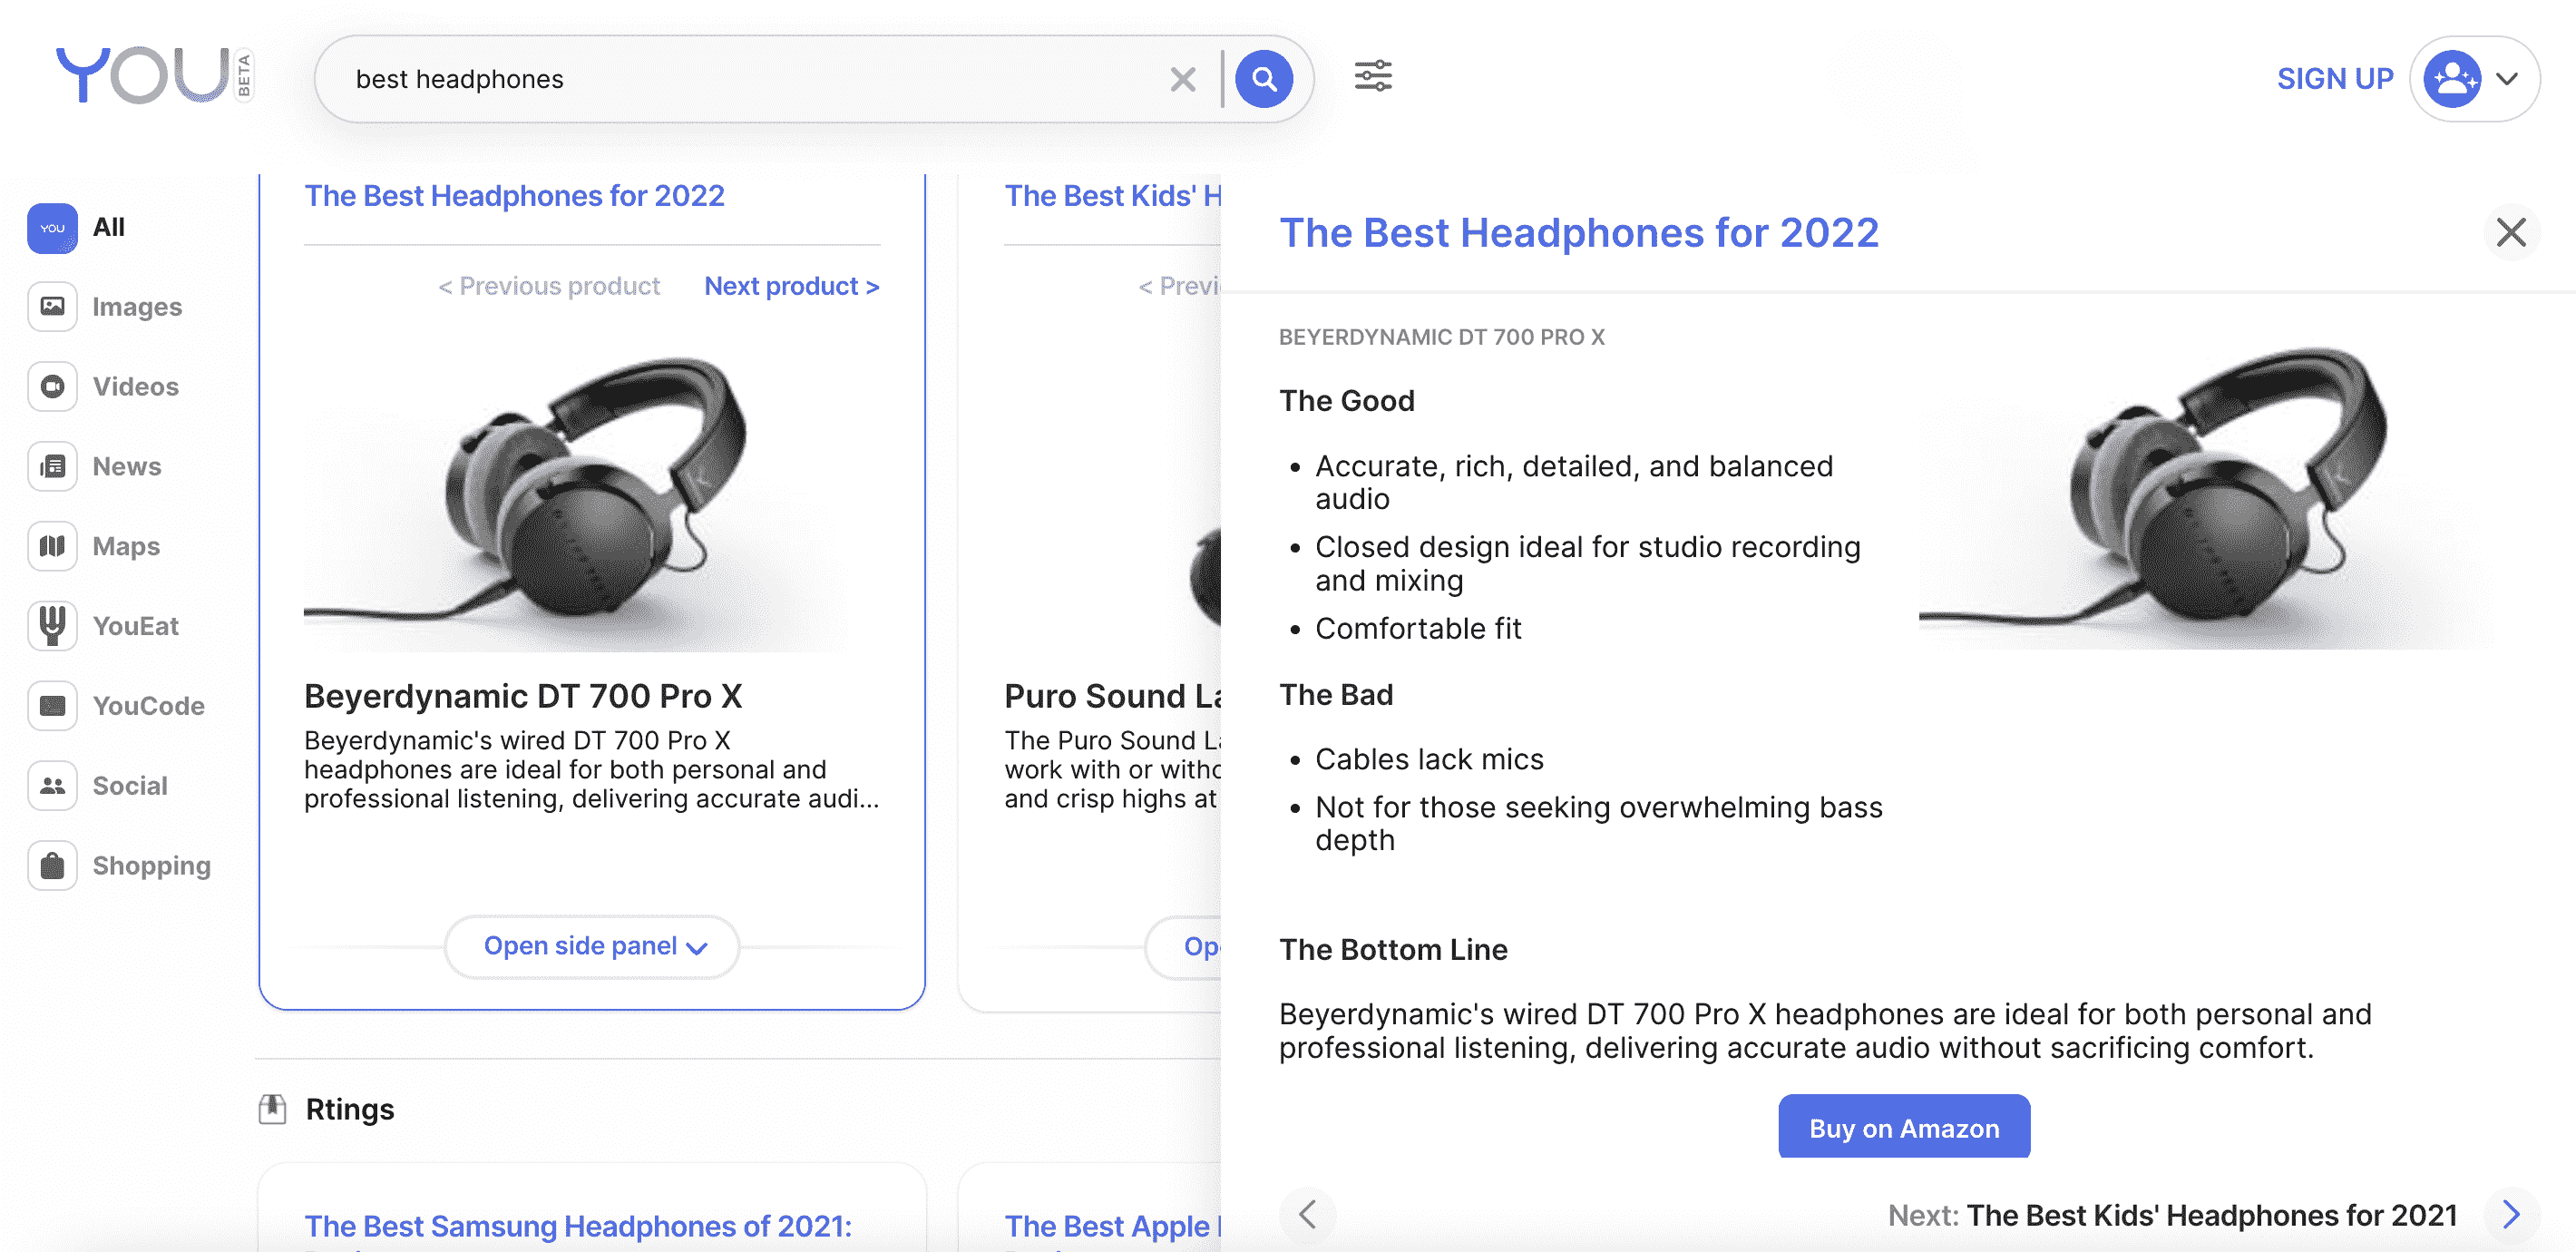 YOU BETA
best headphones
SIGN UP
YOU All
Images
Videos
News
Maps
YouEat
YouCode
Social
Shopping
The Best Headphones for 2022
< Previous product Next product >
Beyerdynamic DT 700 Pro X
Beyerdynamic's wired DT 700 Pro X
headphones are ideal for both personal and
professional listening, delivering accurate audi...
Open side panel
The Best Kids' H
< Previ
Puro Sound La
The Puro Sound La
work with or witho
and crisp highs at
Op
Rtings
The Best Samsung Headphones of 2021:
The Best Apple
The Best Headphones for 2022
BEYERDYNAMIC DT 700 PRO X
The Good
• Accurate, rich, detailed, and balanced
audio
• Closed design ideal for studio recording
and mixing
• Comfortable fit
The Bad
• Cables lack mics
• Not for those seeking overwhelming bass
depth
The Bottom Line
Beyerdynamic's wired DT 700 Pro X headphones are ideal for both personal and
professional listening, delivering accurate audio without sacrificing comfort.
Buy on Amazon
Next: The Best Kids' Headphones for 2021